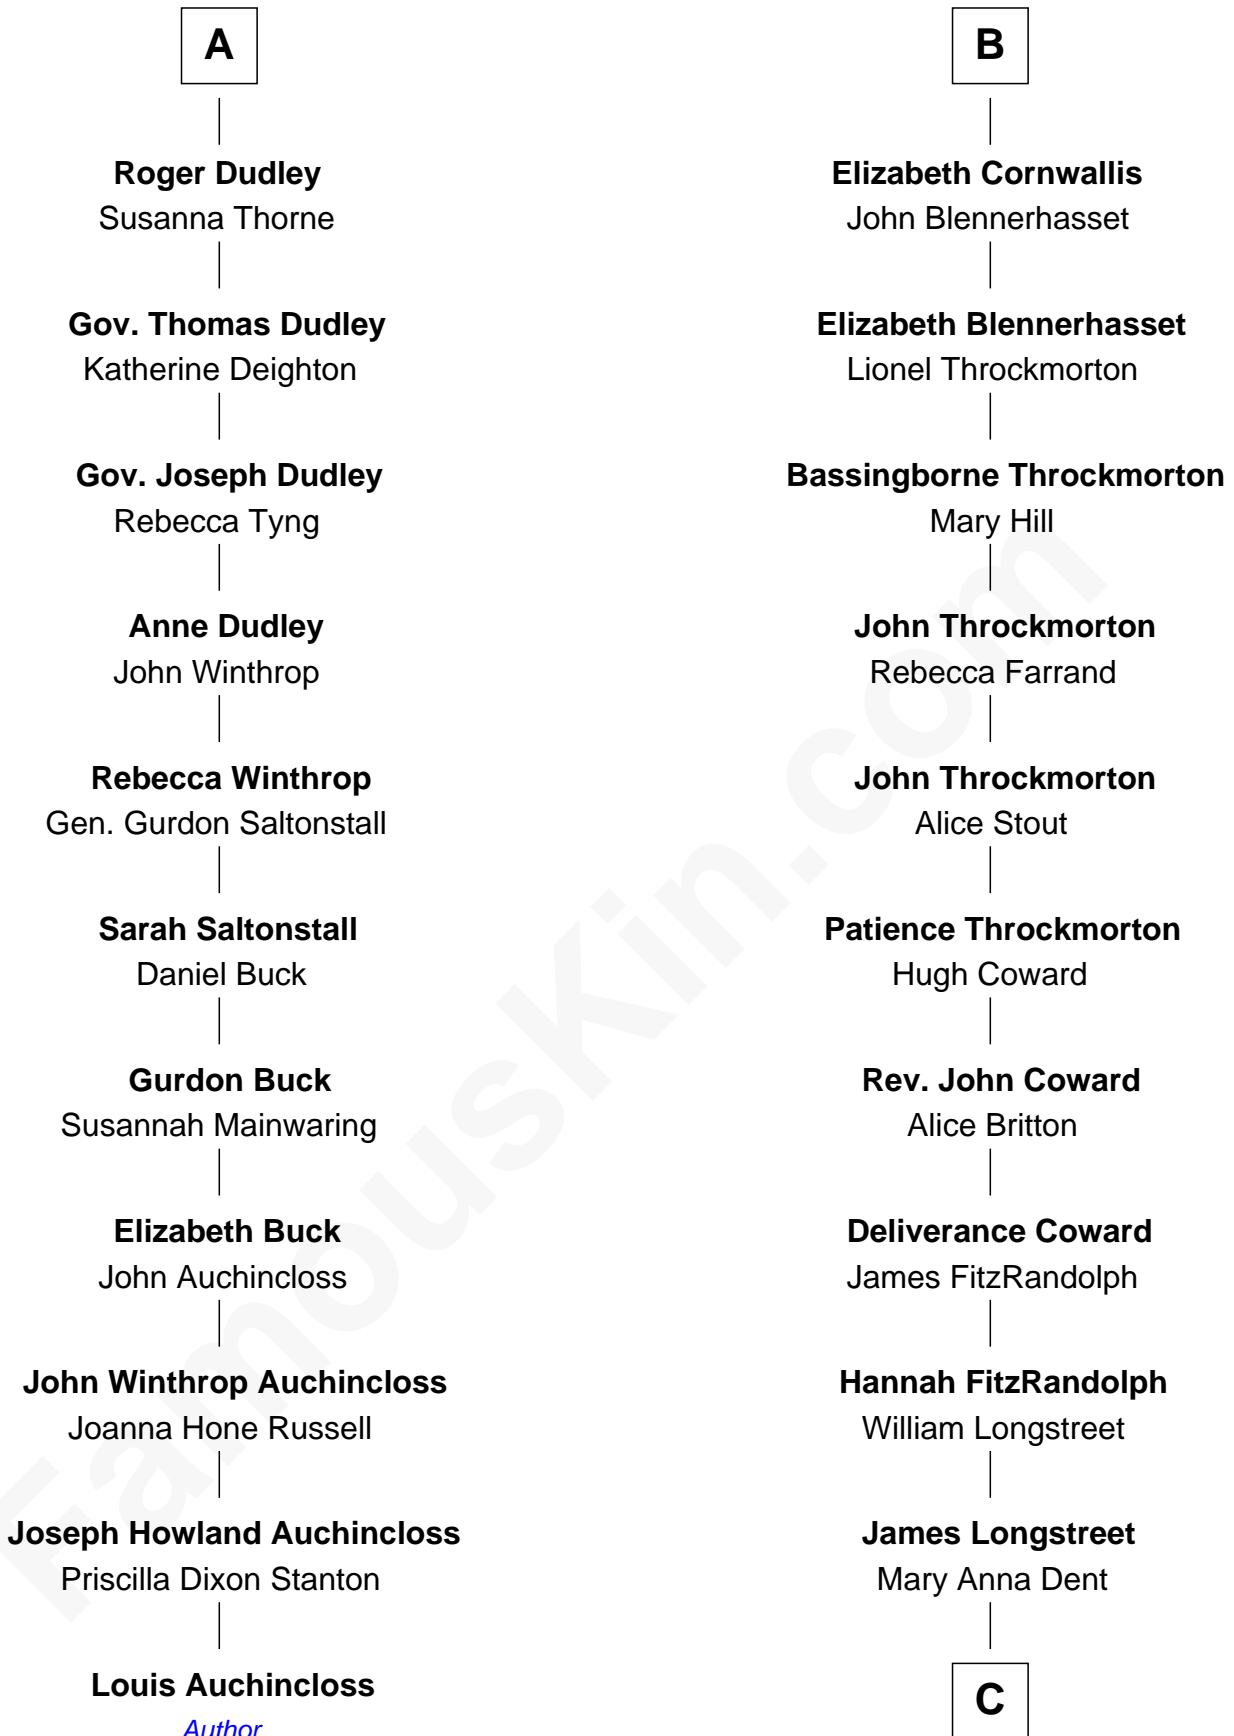 A
Roger Dudley
Susanna Thorne
Gov. Thomas Dudley
Katherine Deighton
Gov. Joseph Dudley
Rebecca Tyng
Anne Dudley
John Winthrop
Rebecca Winthrop
Gen. Gurdon Saltonstall
Sarah Saltonstall
Daniel Buck
Gurdon Buck
Susannah Mainwaring
Elizabeth Buck
John Auchincloss
John Winthrop Auchincloss
Joanna Hone Russell
Joseph Howland Auchincloss
Priscilla Dixon Stanton
Louis Auchincloss
Author
B
Elizabeth Cornwallis
John Blennerhasset
Elizabeth Blennerhasset
Lionel Throckmorton
Bassingborne Throckmorton
Mary Hill
John Throckmorton
Rebecca Farrand
John Throckmorton
Alice Stout
Patience Throckmorton
Hugh Coward
Rev. John Coward
Alice Britton
Deliverance Coward
James FitzRandolph
Hannah FitzRandolph
William Longstreet
James Longstreet
Mary Anna Dent
C
FamousKin.com